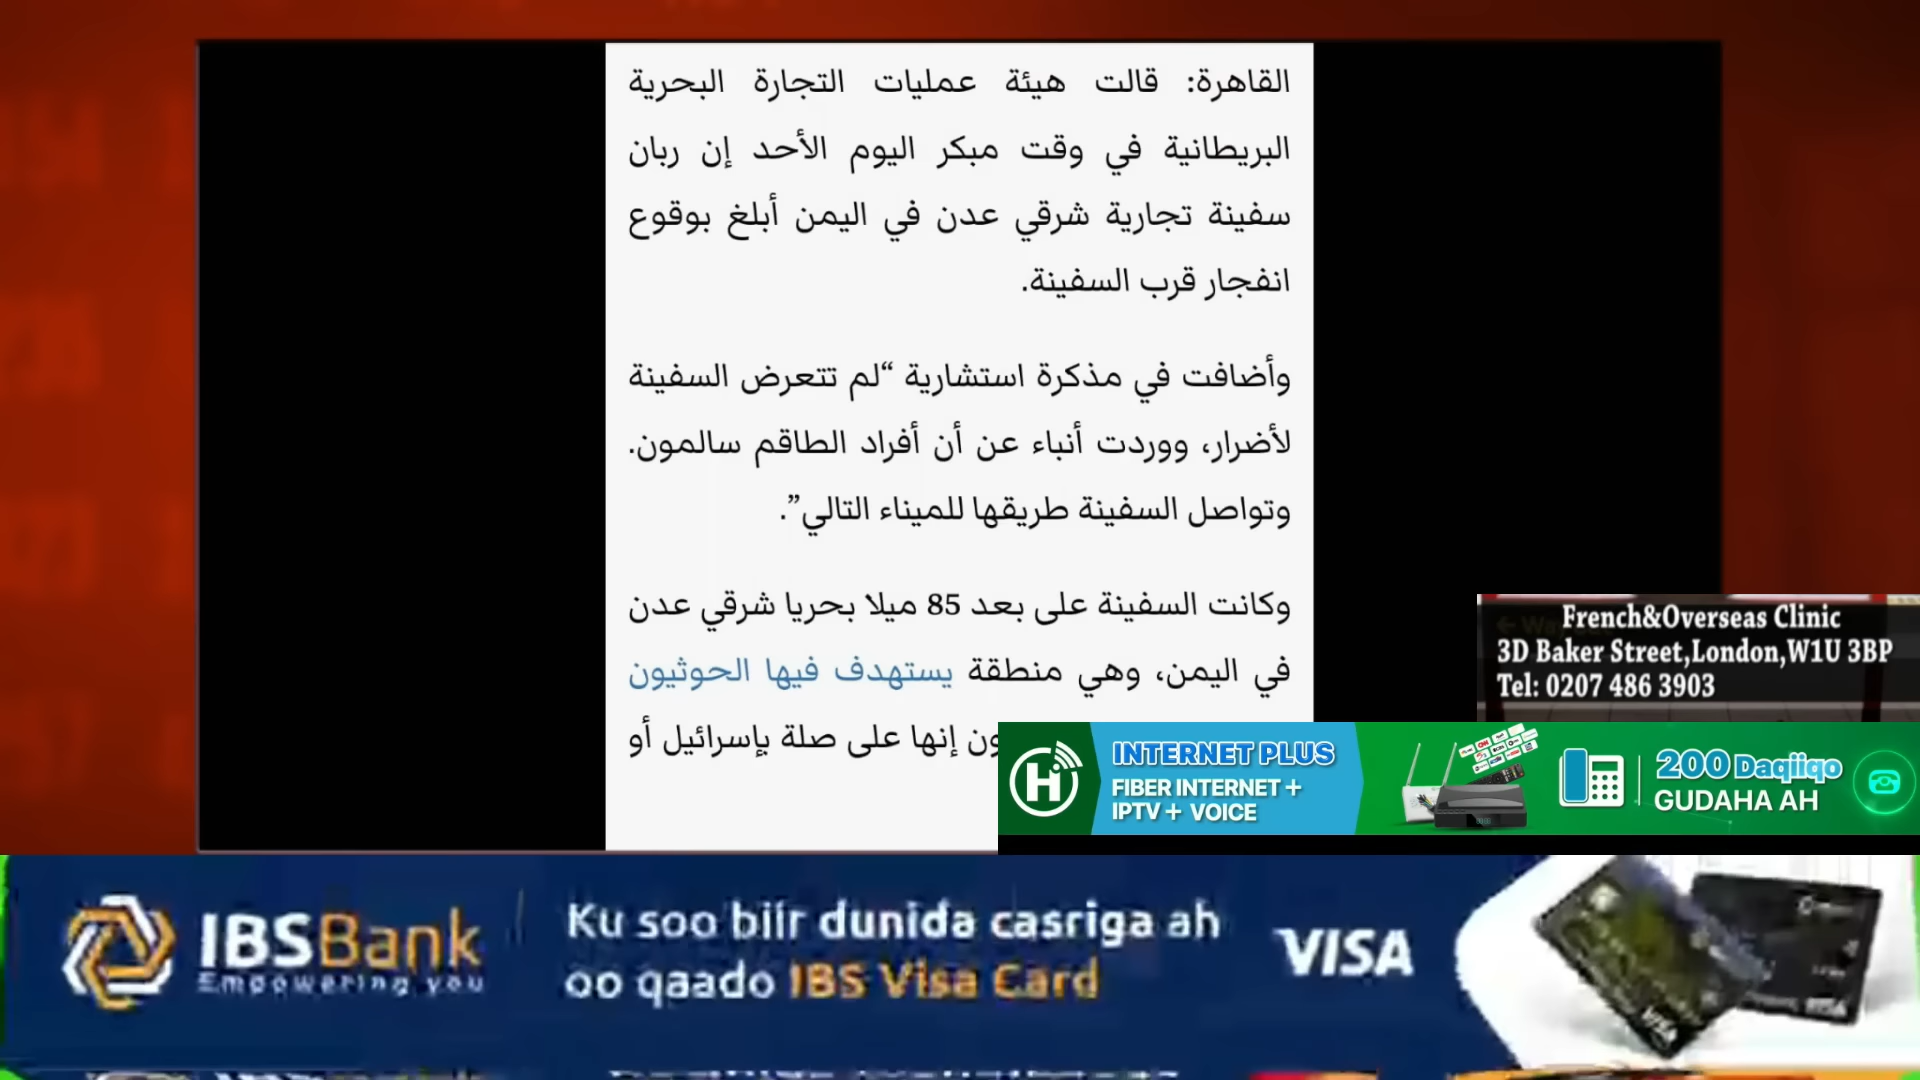 القاهرة: قالت هيئة عمليات التجارة البحرية
البريطانية في وقت مبكر اليوم الأحد إن ربان
سفينة تجارية شرقي عدن في اليمن أبلغ بوقوع
انفجار قرب السفينة.
وأضافت في مذكرة استشارية “لم تتعرض السفينة
لأضرار، ووردت أنباء عن أن أفراد الطاقم سالمون.
وتواصل السفينة طريقها للميناء التالي”.
وكانت السفينة على بعد 85 ميلا بحريا شرقي عدن
في اليمن، وهي منطقة يستهدف فيها الحوثيون
إنها على صلة بإسرائيل أو
French&Overseas Clinic
3D Baker Street,London,W1U 3BP
Tel: 0207 486 3903
H
INTERNET PLUS
FIBER INTERNET +
IPTV + VOICE
200 Daqiiqo
GUDAHA AH
IBSBank
Empowering you
Ku soo biir dunida casriga ah
oo qaado IBS Visa Card
VISA
VISA
VISA